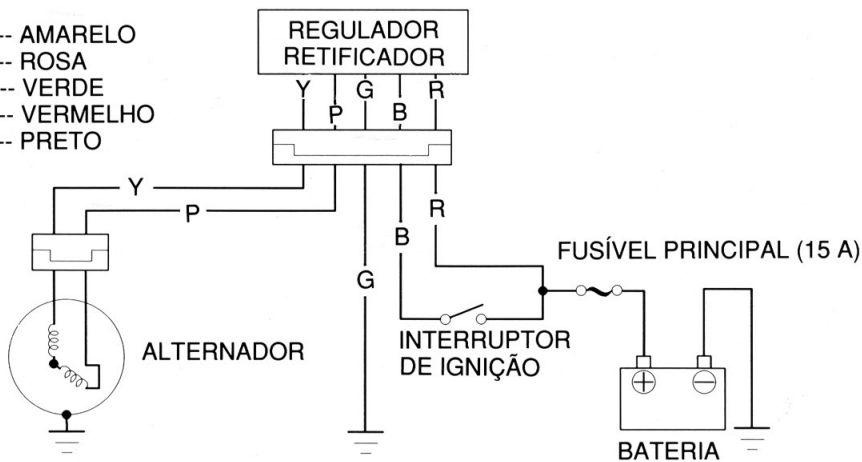 -- AMARELO
-- ROSA
-- VERDE
-- VERMELHO
-- PRETO
REGULADOR
RETIFICADOR
Y P G B R
Y
P
G
B
R
FUSÍVEL PRINCIPAL (15 A)
INTERRUPTOR
DE IGNIÇÃO
ALTERNADOR
+ −
BATERIA